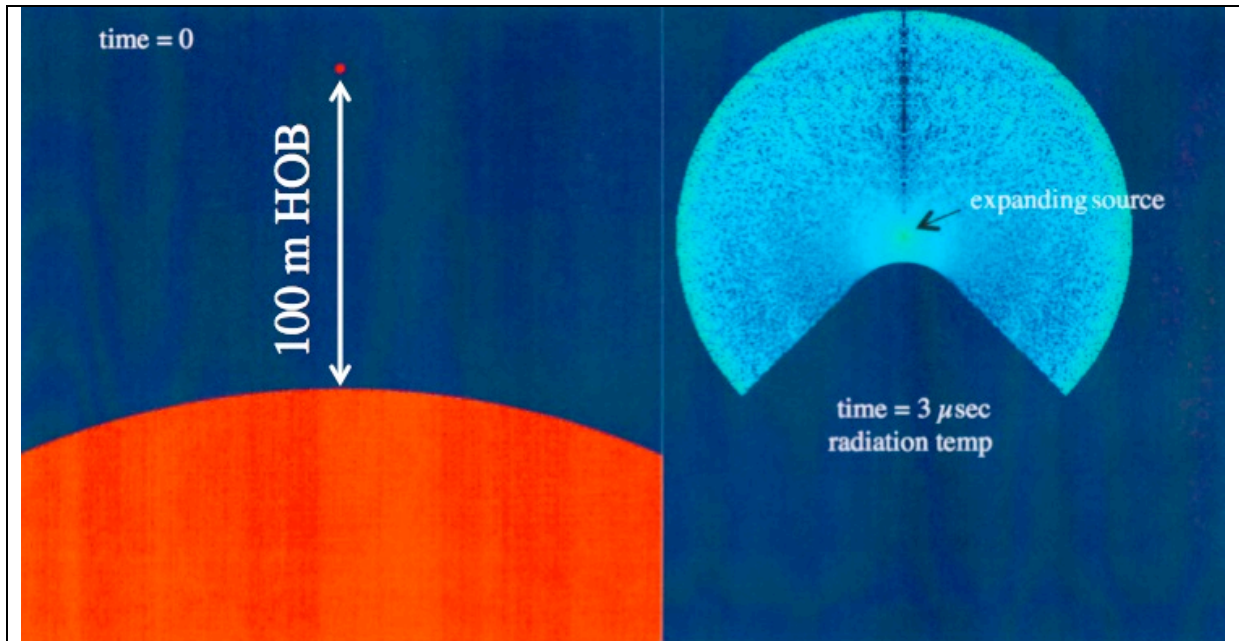 time = 0
100 m HOB
expanding source
time = 3 μsec
radiation temp